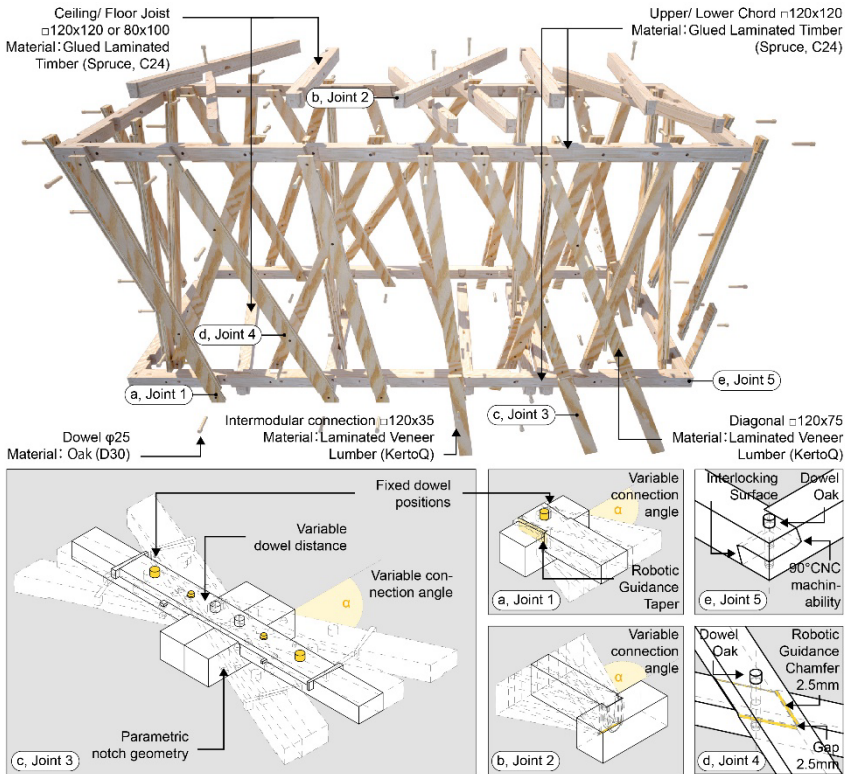 Ceiling/ Floor Joist
□120x120 or 80x100
Material：Glued Laminated
Timber (Spruce, C24)
Upper/ Lower Chord □120x120
Material：Glued Laminated Timber
(Spruce, C24)
b, Joint 2
d, Joint 4
a, Joint 1
e, Joint 5
c, Joint 3
Dowel φ25
Material: Oak (D30)
Intermodular connection □120x35
Material：Laminated Veneer
Lumber (KertoQ)
Diagonal □120x75
Material：Laminated Veneer
Lumber (KertoQ)
Fixed dowel
positions
Variable
dowel distance
Variable con-
nection angle
α
Parametric
notch geometry
c, Joint 3
Variable
connection
angle
α
Robotic
Guidance
Taper
a, Joint 1
Interlocking
Surface
Dowel
Oak
90°CNC
machin-
ability
e, Joint 5
Variable
connection
angle
α
b, Joint 2
Dowel
Oak
Robotic
Guidance
Chamfer
2.5mm
Gap
2.5mm
d, Joint 4